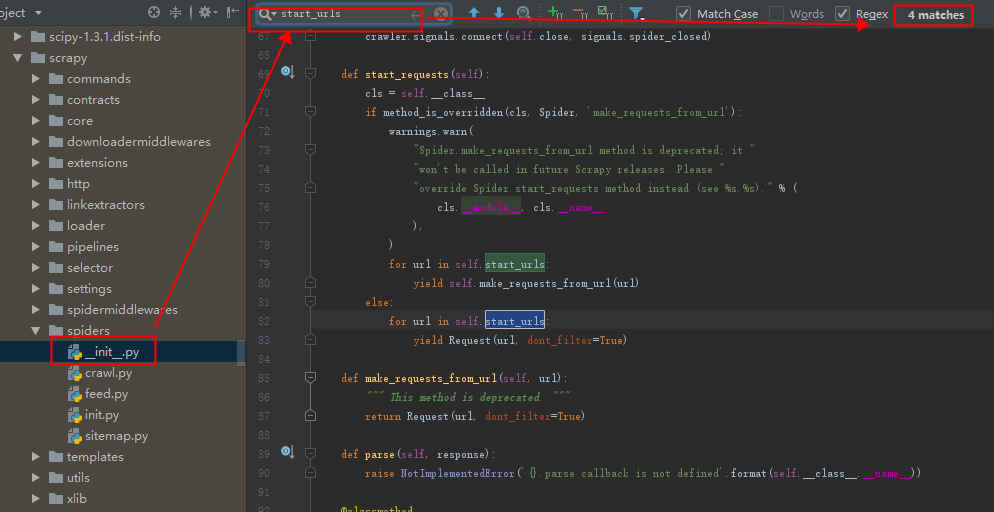 oject
start_urls
Match Case
Words
Regex
4 matches
scipy-1.3.1.dist-info
scrapy
commands
contracts
core
downloadermiddlewares
extensions
http
linkextractors
loader
pipelines
selector
settings
spidermiddlewares
spiders
__init__.py
crawl.py
feed.py
init.py
sitemap.py
templates
utils
xlib
67 crawler.signals.connect(self.close, signals.spider_closed)
68
69 def start_requests(self):
70 cls = self.__class__
71 if method_is_overridden(cls, Spider, 'make_requests_from_url'):
72 warnings.warn(
73 "Spider.make_requests_from_url method is deprecated; it "
74 "won't be called in future Scrapy releases. Please "
75 "override Spider.start_requests method instead (see %s.%s)." % (
76 cls.__module__, cls.__name__
77 ),
78 )
79 for url in self.start_urls:
80 yield self.make_requests_from_url(url)
81 else:
82 for url in self.start_urls:
83 yield Request(url, dont_filter=True)
84
85 def make_requests_from_url(self, url):
86 """ This method is deprecated. """
87 return Request(url, dont_filter=True)
88
89 def parse(self, response):
90 raise NotImplementedError('{}.parse callback is not defined'.format(self.__class__.__name__))
91
92 @classmethod